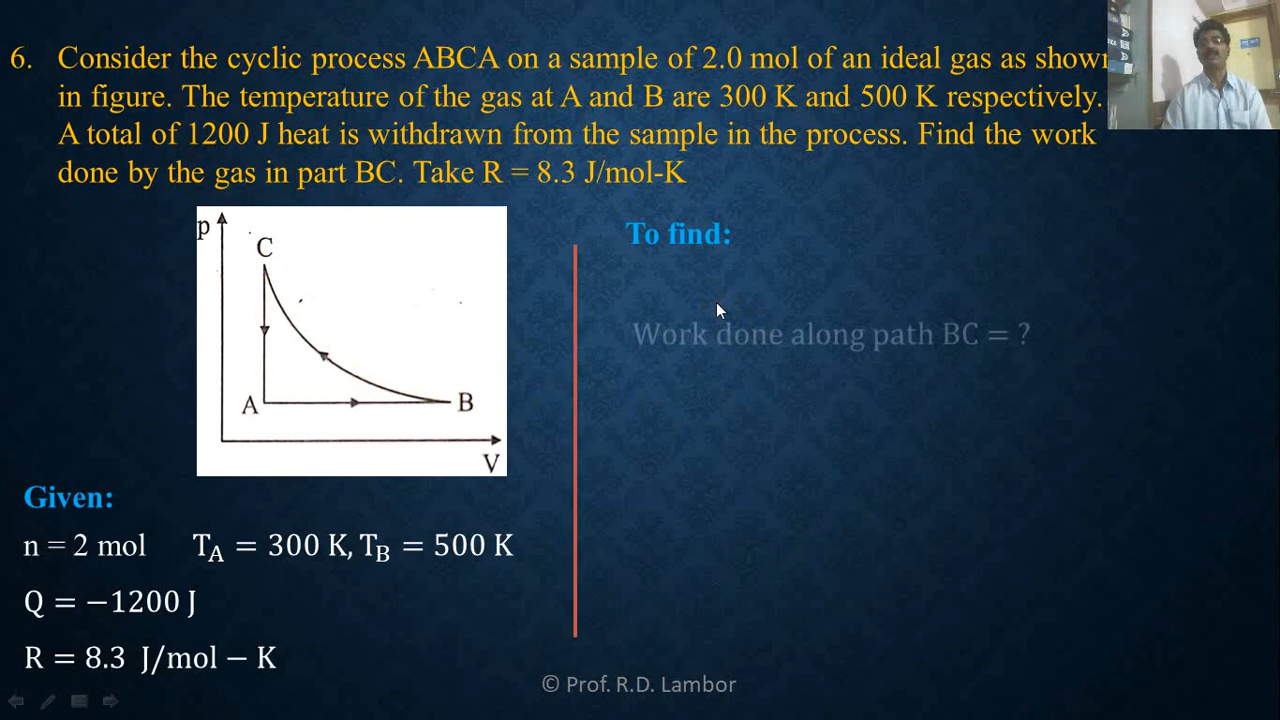 6. Consider the cyclic process ABCA on a sample of 2.0 mol of an ideal gas as shown
in figure. The temperature of the gas at A and B are 300 K and 500 K respectively.
A total of 1200 J heat is withdrawn from the sample in the process. Find the work
done by the gas in part BC. Take R = 8.3 J/mol-K
p
C
A
B
V
To find:
Work done along path BC = ?
Given:
n = 2 mol T_A = 300 K, T_B = 500 K
Q = −1200 J
R = 8.3 J/mol − K
© Prof. R.D. Lambor